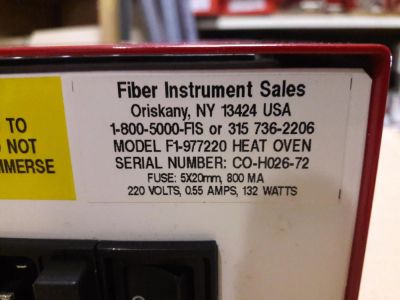 Fiber Instrument Sales
Oriskany, NY 13424 USA
1-800-5000-FIS or 315 736-2206
MODEL F1-977220 HEAT OVEN
SERIAL NUMBER: CO-H026-72
FUSE: 5X20mm, 800 MA
220 VOLTS, 0.55 AMPS, 132 WATTS
TO
NOT